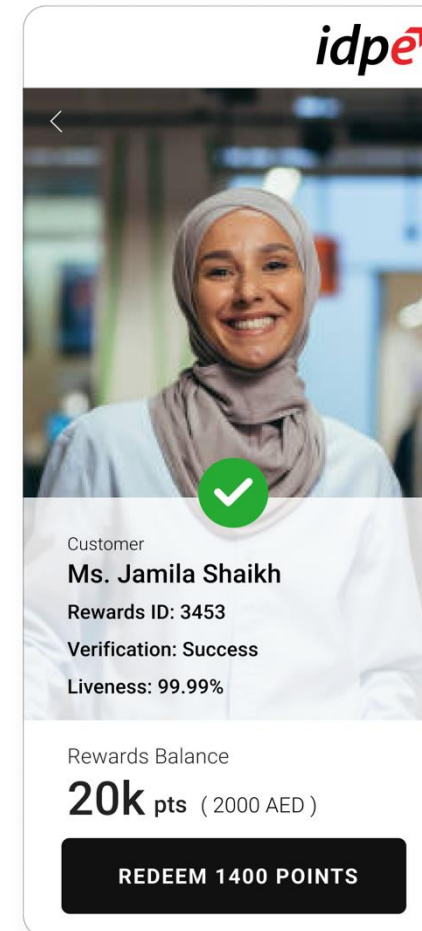 idpe
Customer
Ms. Jamila Shaikh
Rewards ID: 3453
Verification: Success
Liveness: 99.99%
Rewards Balance
20k pts ( 2000 AED )
REDEEM 1400 POINTS